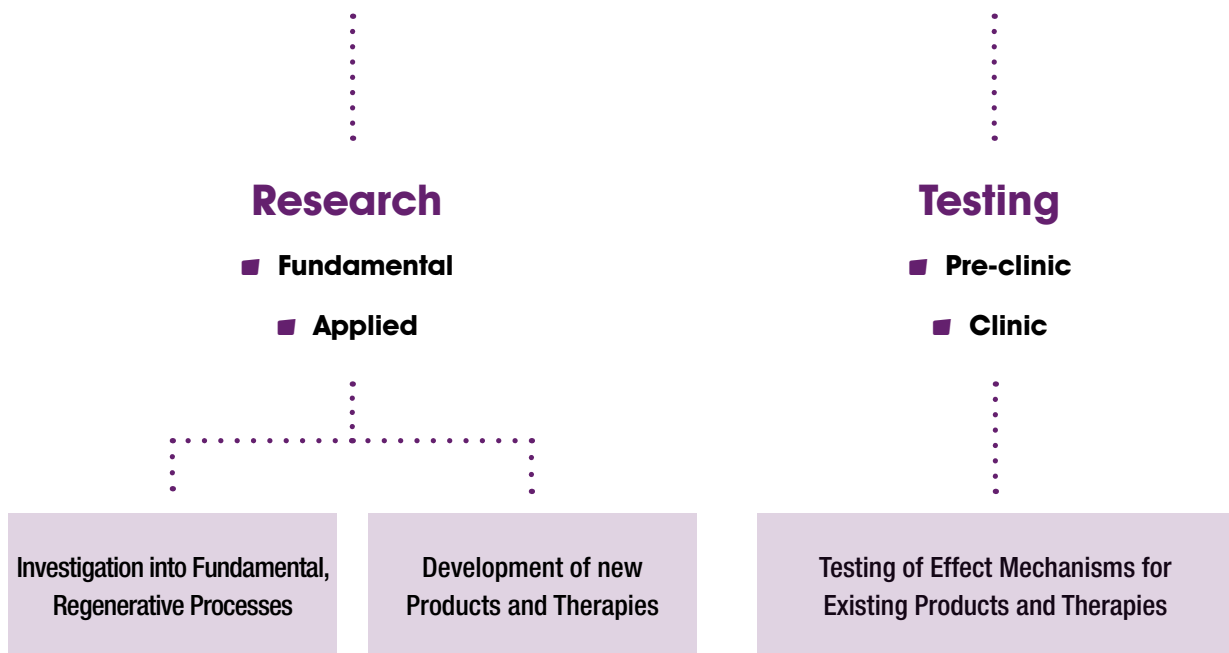 Research
Fundamental
Applied
Testing
Pre-clinic
Clinic
Investigation into Fundamental,
Regenerative Processes
Development of new
Products and Therapies
Testing of Effect Mechanisms for
Existing Products and Therapies